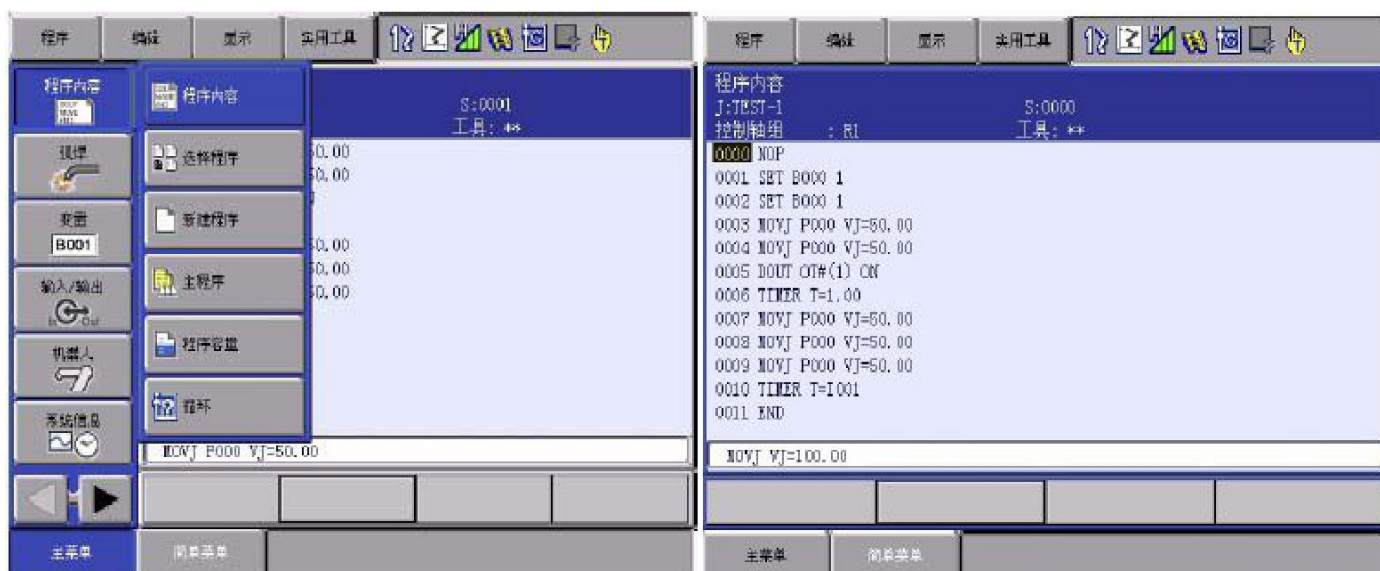 程序 编辑 显示 实用工具
程序内容
弧焊
变量
B001
输入/输出
In Out
机器人
系统信息
程序内容
选择程序
新建程序
主程序
程序容量
循环
S:0001
工具: **
50.00
50.00
50.00
50.00
50.00
MOVJ P000 VJ=50.00
主菜单 简单菜单
程序 编辑 显示 实用工具
程序内容
J:TEST-1 S:0000
控制轴组 : R1 工具: **
0000 NOP
0001 SET B000 1
0002 SET B000 1
0003 MOVJ P000 VJ=50.00
0004 MOVJ P000 VJ=50.00
0005 DOUT OT#(1) ON
0006 TIMER T=1.00
0007 MOVJ P000 VJ=50.00
0008 MOVJ P000 VJ=50.00
0009 MOVJ P000 VJ=50.00
0010 TIMER T=I001
0011 END
MOVJ VJ=100.00
主菜单 简单菜单